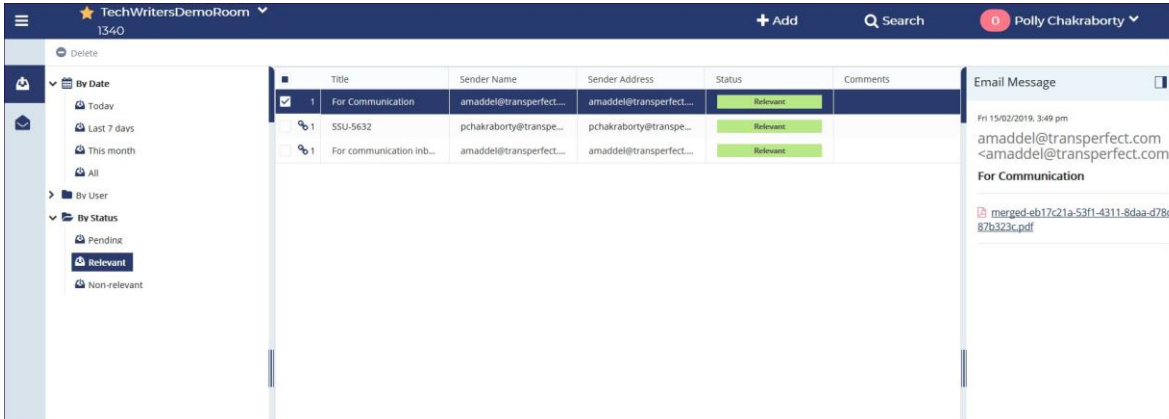 TechWritersDemoRoom
1340
Add
Search
0 Polly Chakraborty
Delete
By Date
Today
Last 7 days
This month
All
By User
By Status
Pending
Relevant
Non-relevant
Title Sender Name Sender Address Status Comments
1 For Communication amaddel@transperfect.... amaddel@transperfect.... Relevant
1 SSU-5632 pchakraborty@transpe... pchakraborty@transpe... Relevant
1 For communication inb... amaddel@transperfect.... amaddel@transperfect.... Relevant
Email Message
Fri 15/02/2019, 3:49 pm
amaddel@transperfect.com
<amaddel@transperfect.com
For Communication
merged-eb17c21a-53f1-4311-8daa-d78
87b323c.pdf